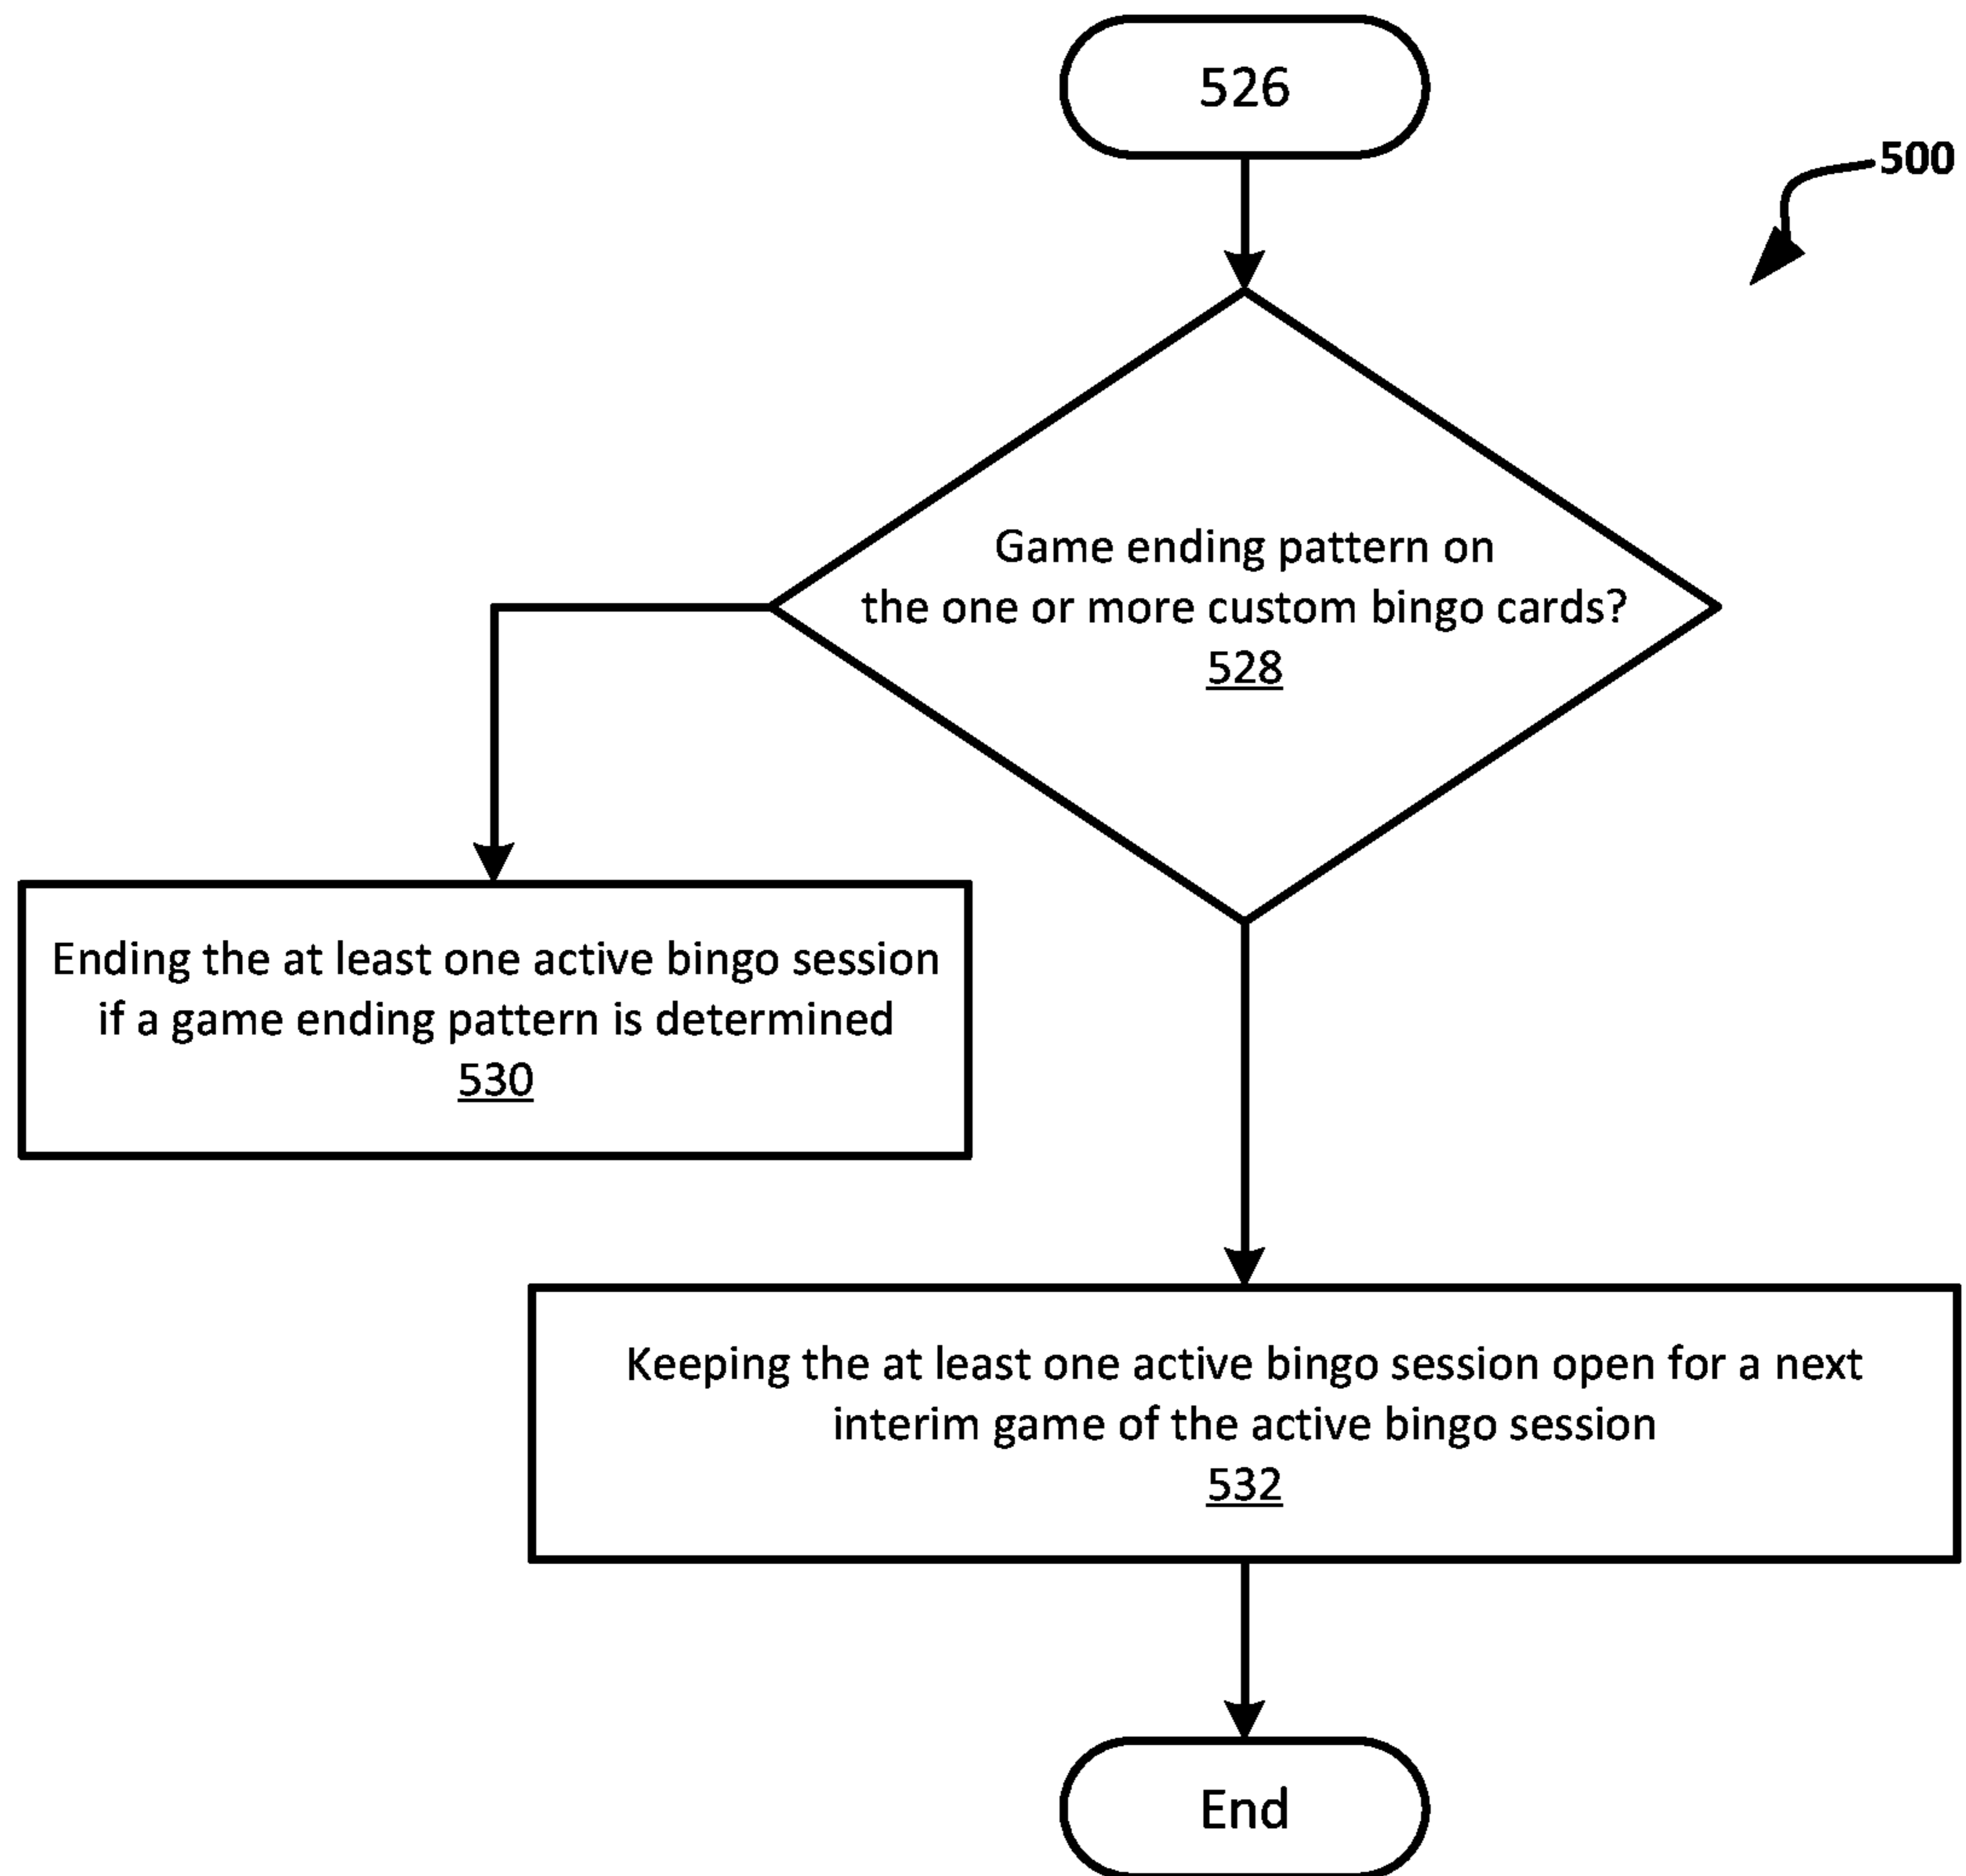 526
500
Game ending pattern on
the one or more custom bingo cards?
528
Ending the at least one active bingo session
if a game ending pattern is determined
530
Keeping the at least one active bingo session open for a next
interim game of the active bingo session
532
End